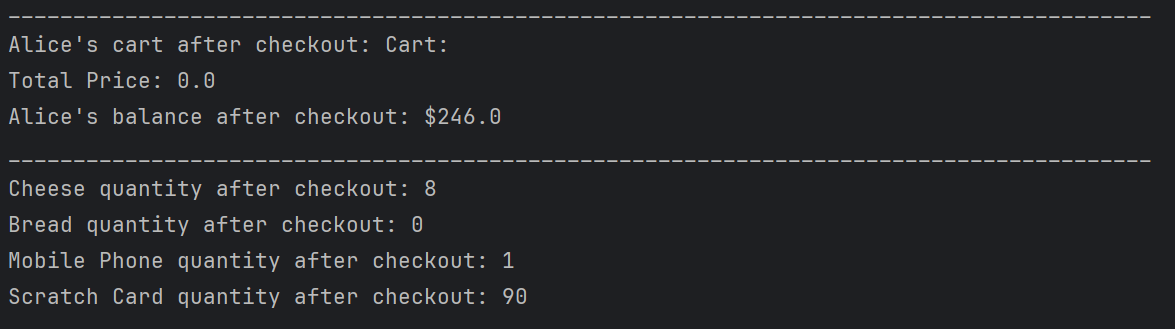 ----------------------------------------------------------------------------------------
Alice's cart after checkout: Cart:
Total Price: 0.0
Alice's balance after checkout: $246.0
----------------------------------------------------------------------------------------
Cheese quantity after checkout: 8
Bread quantity after checkout: 0
Mobile Phone quantity after checkout: 1
Scratch Card quantity after checkout: 90